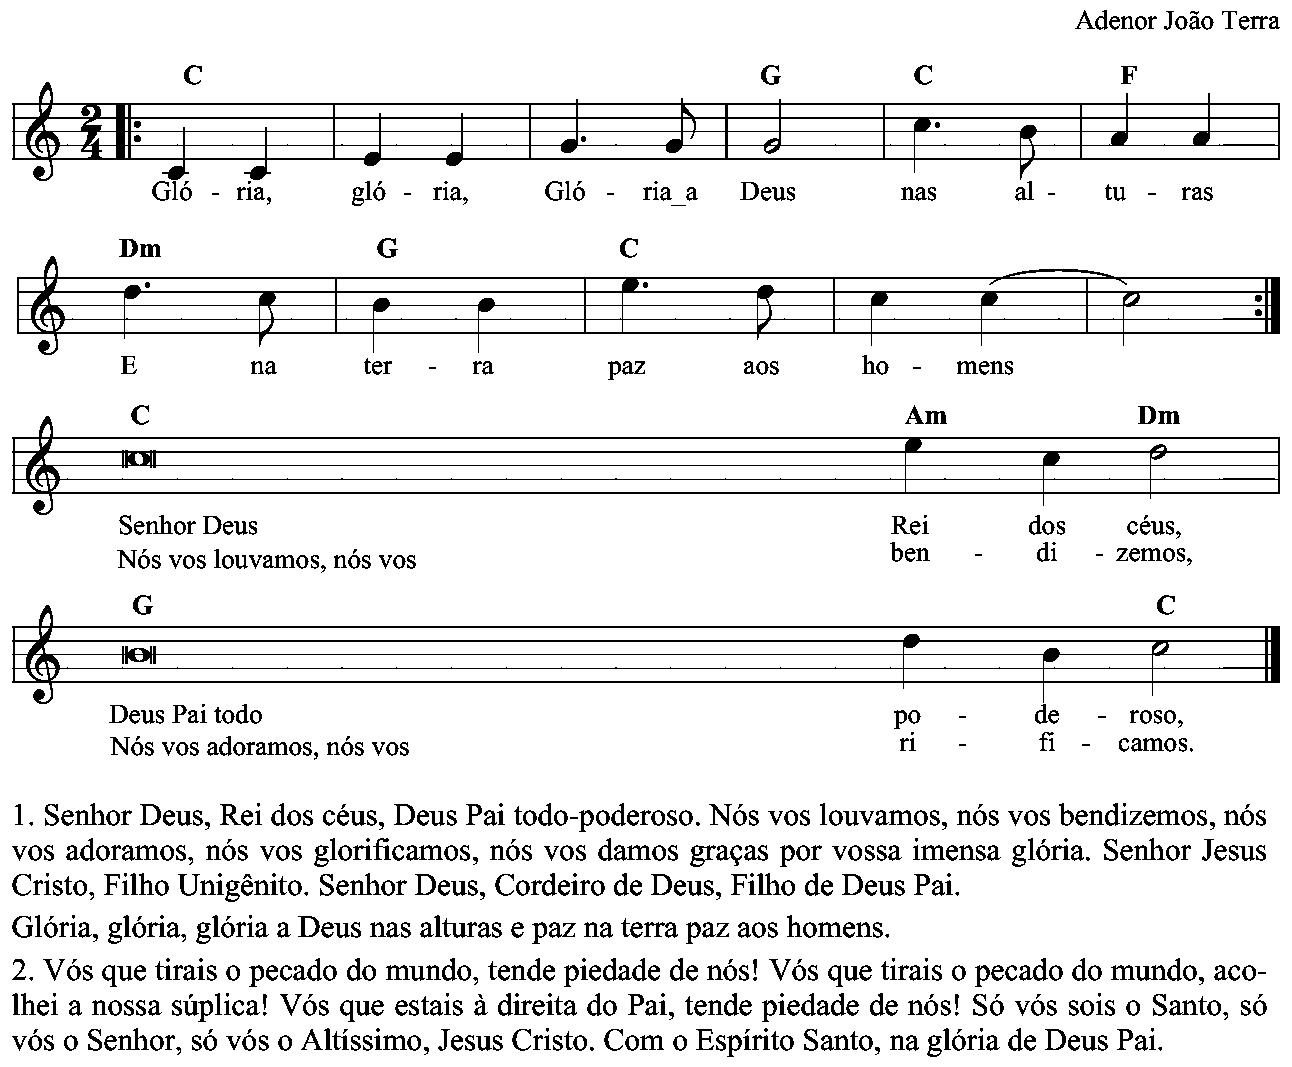 Adenor João Terra
C G C F
2
4
Gló - ria, gló - ria, Gló - ria_a Deus nas al - tu - ras
Dm G C
E na ter - ra paz aos ho - mens
C Am Dm
Senhor Deus Rei dos céus,
Nós vos louvamos, nós vos ben - di - zemos,
G C
Deus Pai todo po - de - roso,
Nós vos adoramos, nós vos ri - fi - camos.
1. Senhor Deus, Rei dos céus, Deus Pai todo-poderoso. Nós vos louvamos, nós vos bendizemos, nós
vos adoramos, nós vos glorificamos, nós vos damos graças por vossa imensa glória. Senhor Jesus
Cristo, Filho Unigênito. Senhor Deus, Cordeiro de Deus, Filho de Deus Pai.
Glória, glória, glória a Deus nas alturas e paz na terra paz aos homens.
2. Vós que tirais o pecado do mundo, tende piedade de nós! Vós que tirais o pecado do mundo, aco-
lhei a nossa súplica! Vós que estais à direita do Pai, tende piedade de nós! Só vós sois o Santo, só
vós o Senhor, só vós o Altíssimo, Jesus Cristo. Com o Espírito Santo, na glória de Deus Pai.